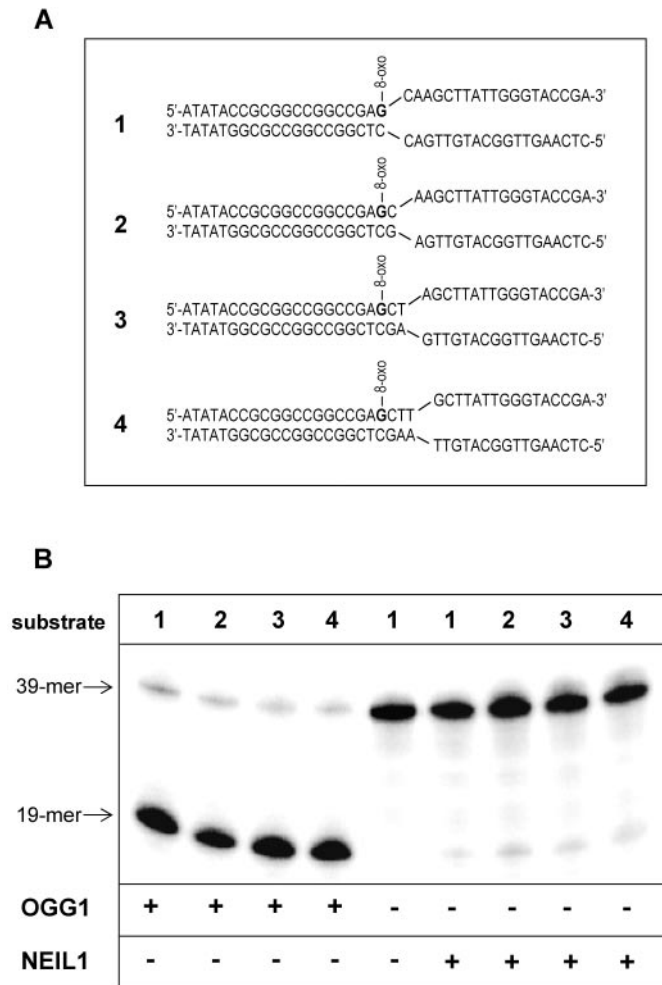 A
8-oxo
CAAGCTTATTGGGTACCGA-3'
5'-ATATACCGCGGCCGGCCGAG
1
3'-TATATGGCGCCGGCCGGCTC
CAGTTGTACGGTTGAACTC-5'
8-oxo
AAGCTTATTGGGTACCGA-3'
5'-ATATACCGCGGCCGGCCGAGC
2
3'-TATATGGCGCCGGCCGGCTCG
AGTTGTACGGTTGAACTC-5'
8-oxo
AGCTTATTGGGTACCGA-3'
5'-ATATACCGCGGCCGGCCGAGCT
3
3'-TATATGGCGCCGGCCGGCTCGA
GTTGTACGGTTGAACTC-5'
8-oxo
GCTTATTGGGTACCGA-3'
5'-ATATACCGCGGCCGGCCGAGCTT
4
3'-TATATGGCGCCGGCCGGCTCGAA
TTGTACGGTTGAACTC-5'
B
substrate 1 2 3 4 1 1 2 3 4
39-mer→
19-mer→
OGG1 + + + + - - - - -
NEIL1 - - - - - + + + +